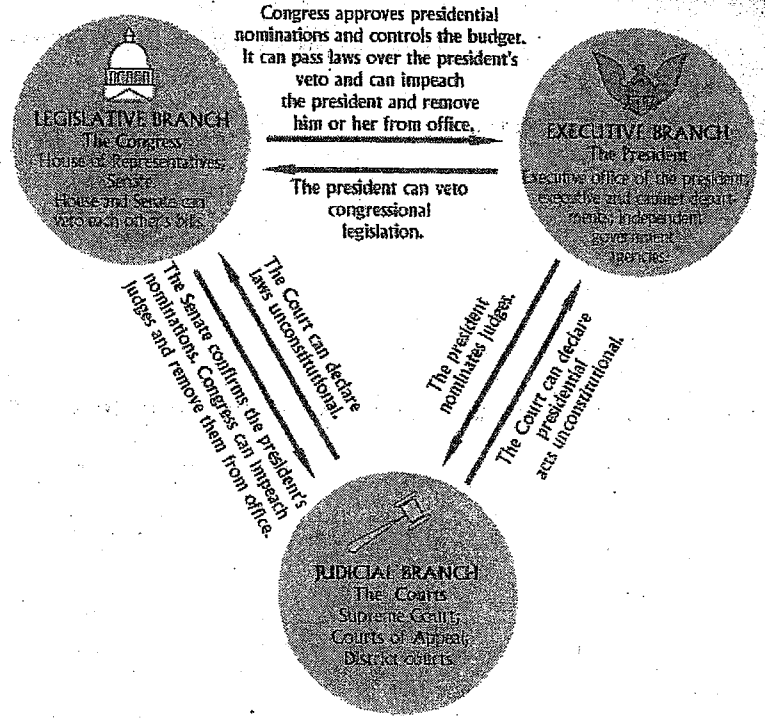 Congress approves presidential
nominations and controls the budget.
It can pass laws over the president's
veto and can impeach
the president and remove
him or her from office.
LEGISLATIVE BRANCH
The Congress
House of Representatives,
Senate
House and Senate can
veto each other's bills.
EXECUTIVE BRANCH
The President
Executive office of the president,
executive and cabinet depart-
ments, independent
government
agencies.
The president can veto
congressional
legislation.
The Court can declare
laws unconstitutional.
The Senate confirms the president's
nominations. Congress can impeach
judges and remove them from office.
The president
nominates judges.
The Court can declare
presidential
acts unconstitutional.
JUDICIAL BRANCH
The Courts
Supreme Court,
Courts of Appeal,
District courts